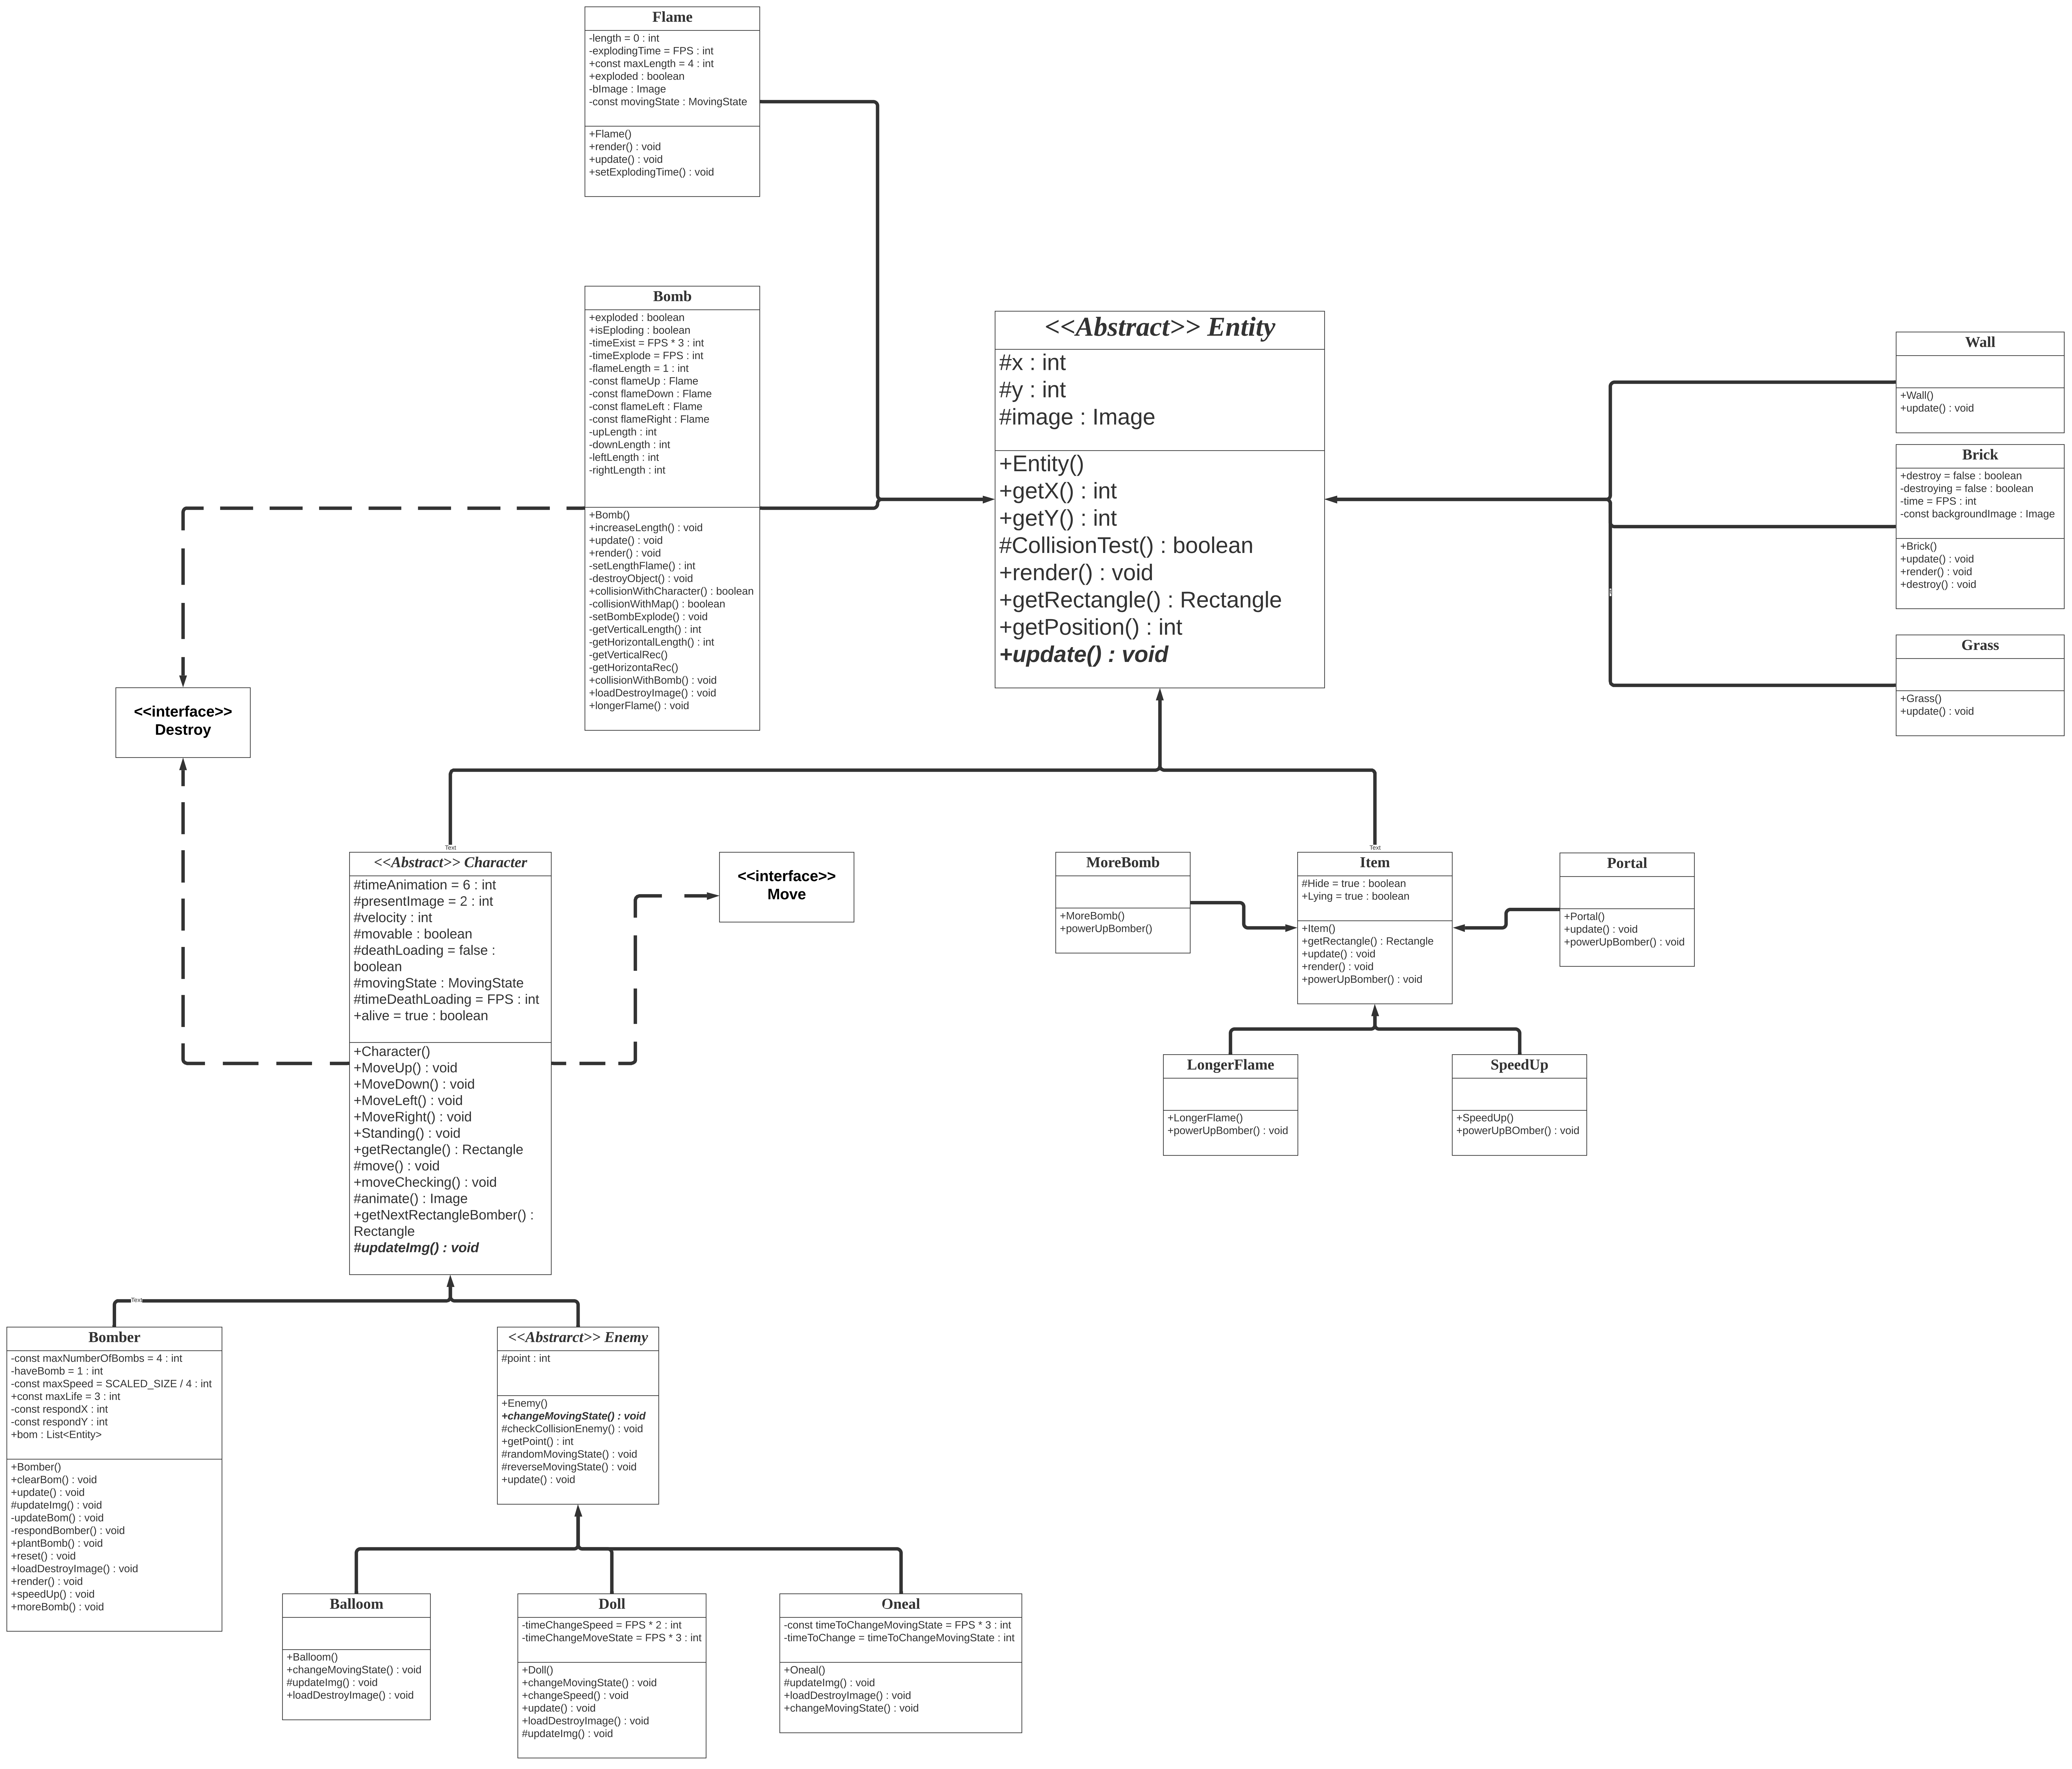 Flame
-length = 0 : int
-explodingTime = FPS : int
+const maxLength = 4 : int
+exploded : boolean
-bImage : Image
-const movingState : MovingState
+Flame()
+render() : void
+update() : void
+setExplodingTime() : void
Bomb
+exploded : boolean
+isEploding : boolean
-timeExist = FPS * 3 : int
-timeExplode = FPS : int
-flameLength = 1 : int
-const flameUp : Flame
-const flameDown : Flame
-const flameLeft : Flame
-const flameRight : Flame
-upLength : int
-downLength : int
-leftLength : int
-rightLength : int
+Bomb()
+increaseLength() : void
+update() : void
+render() : void
-setLengthFlame() : int
-destroyObject() : void
+collisionWithCharacter() : boolean
-collisionWithMap() : boolean
-setBombExplode() : void
-getVerticalLength() : int
-getHorizontalLength() : int
-getVerticalRec()
-getHorizontaRec()
+collisionWithBomb() : void
+loadDestroyImage() : void
+longerFlame() : void
<<Abstract>> Entity
#x : int
#y : int
#image : Image
+Entity()
+getX() : int
+getY() : int
#CollisionTest() : boolean
+render() : void
+getRectangle() : Rectangle
+getPosition() : int
+update() : void
Wall
+Wall()
+update() : void
Brick
+destroy = false : boolean
-destroying = false : boolean
-time = FPS : int
-const backgroundImage : Image
+Brick()
+update() : void
+render() : void
+destroy() : void
Grass
+Grass()
+update() : void
<<interface>>
Destroy
Text
<<Abstract>> Character
#timeAnimation = 6 : int
#presentImage = 2 : int
#velocity : int
#movable : boolean
#deathLoading = false :
boolean
#movingState : MovingState
#timeDeathLoading = FPS : int
+alive = true : boolean
+Character()
+MoveUp() : void
+MoveDown() : void
+MoveLeft() : void
+MoveRight() : void
+Standing() : void
+getRectangle() : Rectangle
#move() : void
+moveChecking() : void
#animate() : Image
+getNextRectangleBomber() :
Rectangle
#updateImg() : void
<<interface>>
Move
MoreBomb
+MoreBomb()
+powerUpBomber()
Text
Item
#Hide = true : boolean
+Lying = true : boolean
+Item()
+getRectangle() : Rectangle
+update() : void
+render() : void
+powerUpBomber() : void
Portal
+Portal()
+update() : void
+powerUpBomber() : void
LongerFlame
+LongerFlame()
+powerUpBomber() : void
SpeedUp
+SpeedUp()
+powerUpBOmber() : void
Text
Bomber
-const maxNumberOfBombs = 4 : int
-haveBomb = 1 : int
-const maxSpeed = SCALED_SIZE / 4 : int
+const maxLife = 3 : int
-const respondX : int
-const respondY : int
+bom : List<Entity>
+Bomber()
+clearBom() : void
+update() : void
#updateImg() : void
-updateBom() : void
-respondBomber() : void
+plantBomb() : void
+reset() : void
+loadDestroyImage() : void
+render() : void
+speedUp() : void
+moreBomb() : void
<<Abstrarct>> Enemy
#point : int
+Enemy()
+changeMovingState() : void
#checkCollisionEnemy() : void
+getPoint() : int
#randomMovingState() : void
#reverseMovingState() : void
+update() : void
Balloom
+Balloom()
+changeMovingState() : void
#updateImg() : void
+loadDestroyImage() : void
Doll
-timeChangeSpeed = FPS * 2 : int
-timeChangeMoveState = FPS * 3 : int
+Doll()
+changeMovingState() : void
+changeSpeed() : void
+update() : void
+loadDestroyImage() : void
#updateImg() : void
Oneal
-const timeToChangeMovingState = FPS * 3 : int
-timeToChange = timeToChangeMovingState : int
+Oneal()
#updateImg() : void
+loadDestroyImage() : void
+changeMovingState() : void